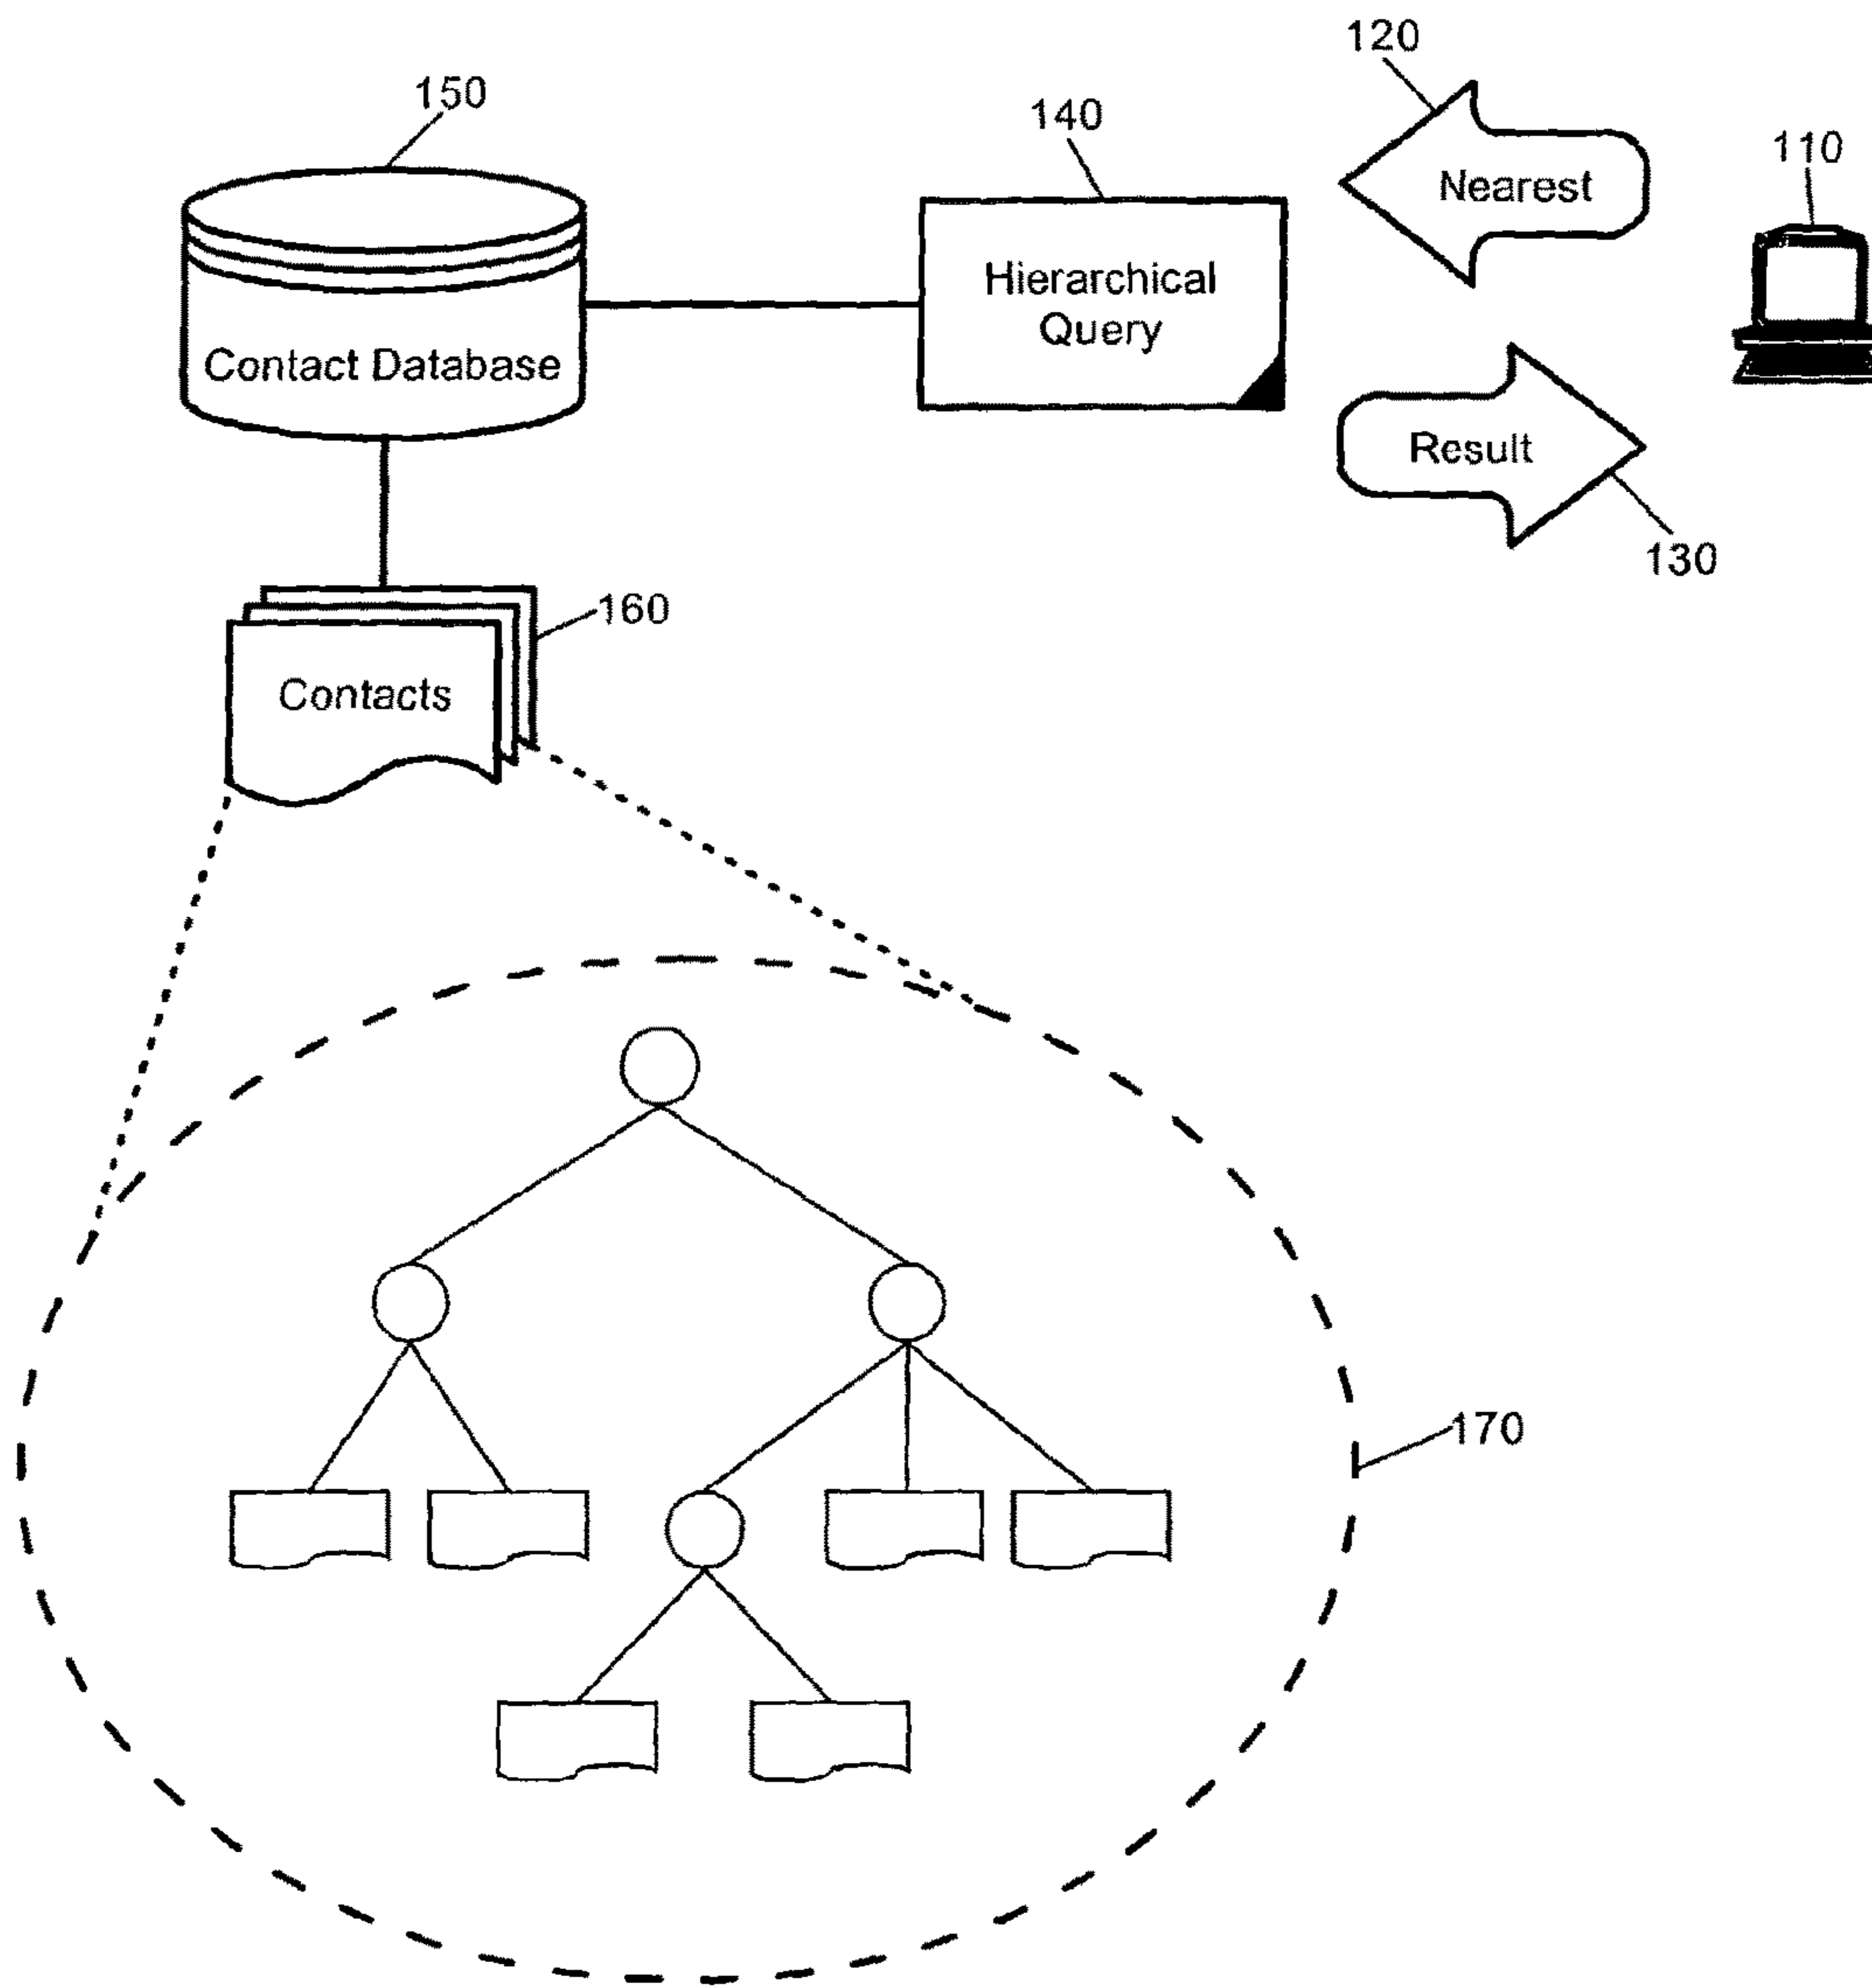 120
150
140
110
Nearest
Hierarchical
Query
Contact Database
Result
130
160
Contacts
170